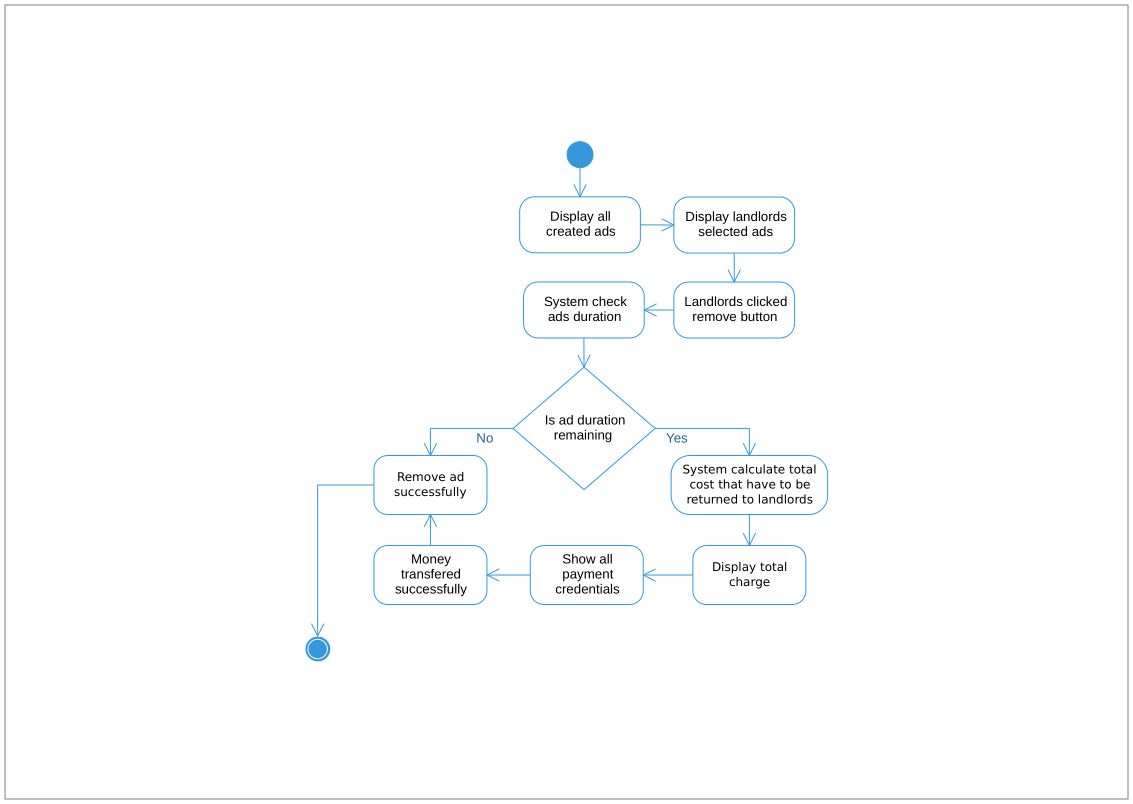 Display all
created ads
Display landlords
selected ads
System check
ads duration
Landlords clicked
remove button
Is ad duration
remaining
No
Yes
Remove ad
successfully
System calculate total
cost that have to be
returned to landlords
Money
transfered
successfully
Show all
payment
credentials
Display total
charge